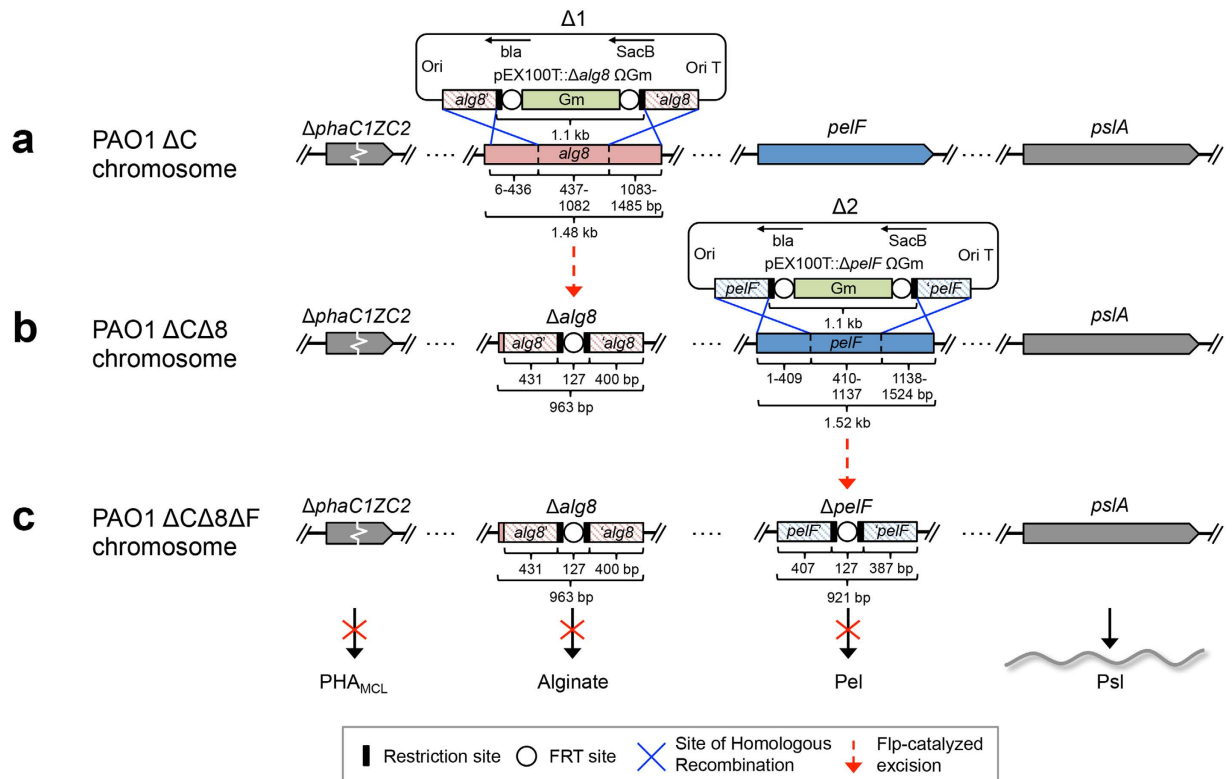 Δ1
bla
SacB
Ori
Ori T
pEX100T::Δalg8 ΩGm
alg8'
Gm
'alg8
1.1 kb
a
PAO1 ΔC
chromosome
ΔphaC1ZC2
alg8
pelF
pslA
6-436
437-
1082
1083-
1485 bp
1.48 kb
Δ2
bla
SacB
Ori
Ori T
pEX100T::ΔpelF ΩGm
pelF'
Gm
'pelF
1.1 kb
b
PAO1 ΔCΔ8
chromosome
ΔphaC1ZC2
Δalg8
alg8'
'alg8
pelF
pslA
431
127
400 bp
963 bp
1-409
410-
1137
1138-
1524 bp
1.52 kb
c
PAO1 ΔCΔ8ΔF
chromosome
ΔphaC1ZC2
Δalg8
alg8'
'alg8
ΔpelF
pelF'
'pelF
pslA
431
127
400 bp
963 bp
407
127
387 bp
921 bp
PHAMCL
Alginate
Pel
Psl
Restriction site
FRT site
Site of Homologous
Recombination
Flp-catalyzed
excision